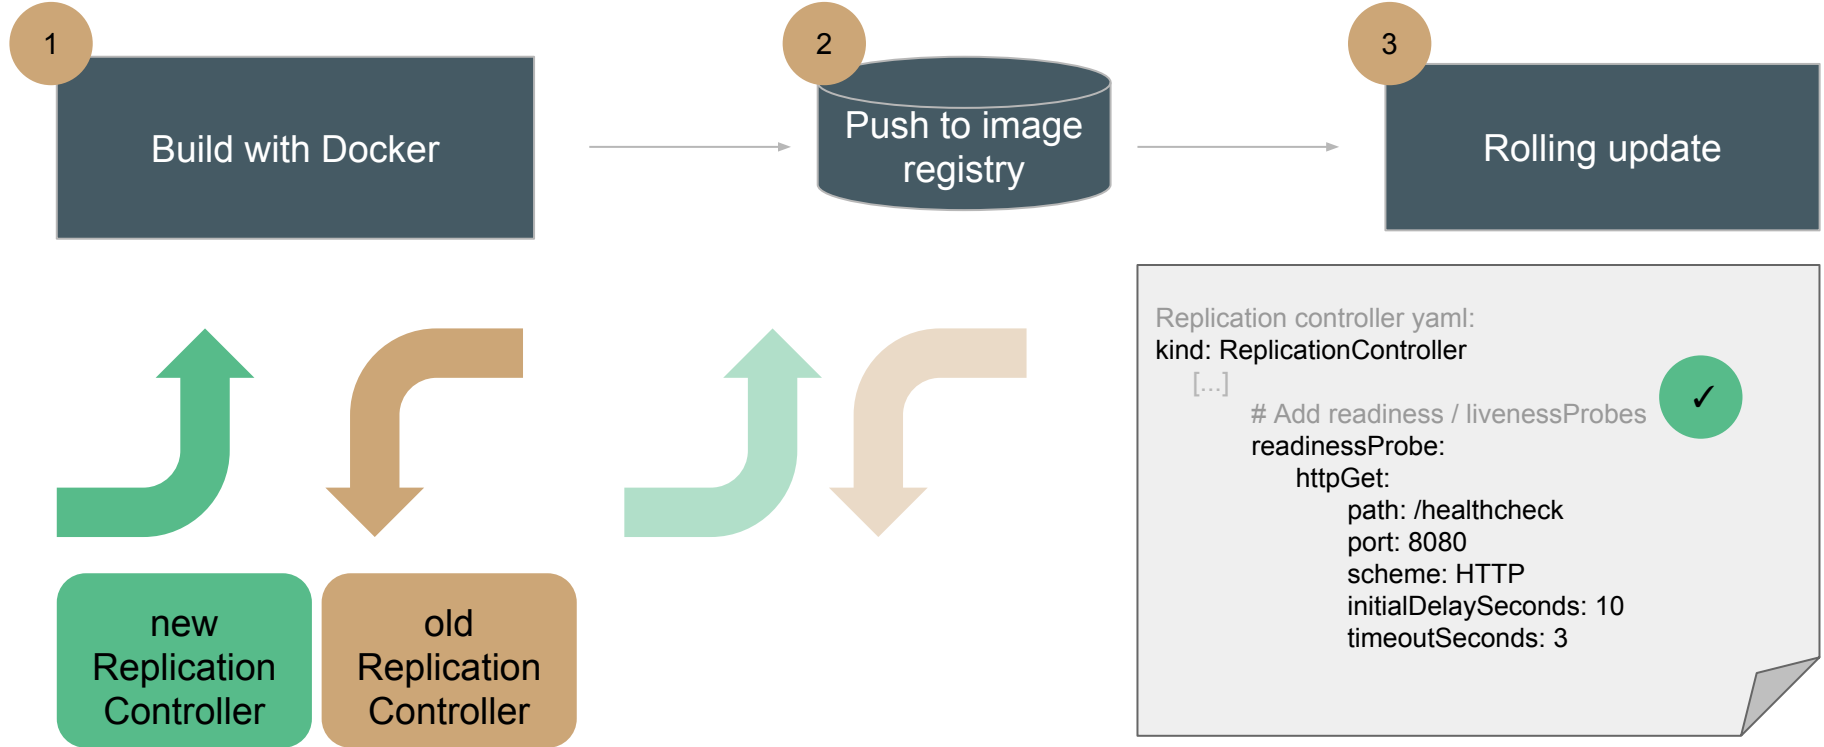 1
Build with Docker
2
Push to image
registry
3
Rolling update
new
Replication
Controller
old
Replication
Controller
Replication controller yaml:
kind: ReplicationController
[...]
# Add readiness / livenessProbes
readinessProbe:
httpGet:
path: /healthcheck
port: 8080
scheme: HTTP
initialDelaySeconds: 10
timeoutSeconds: 3
✓